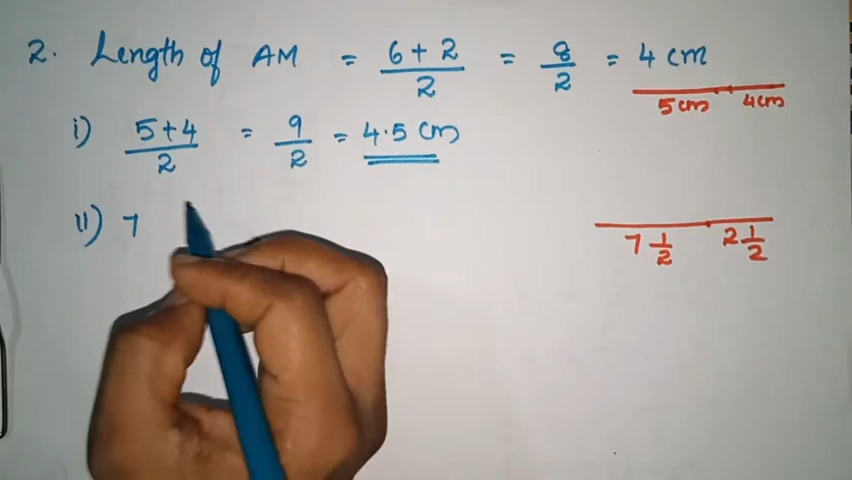 2. Length of AM = 6+2/2 = 8/2 = 4 cm
5cm 4cm
i) 5+4/2 = 9/2 = 4.5 cm
ii) 7
7 1/2 2 1/2